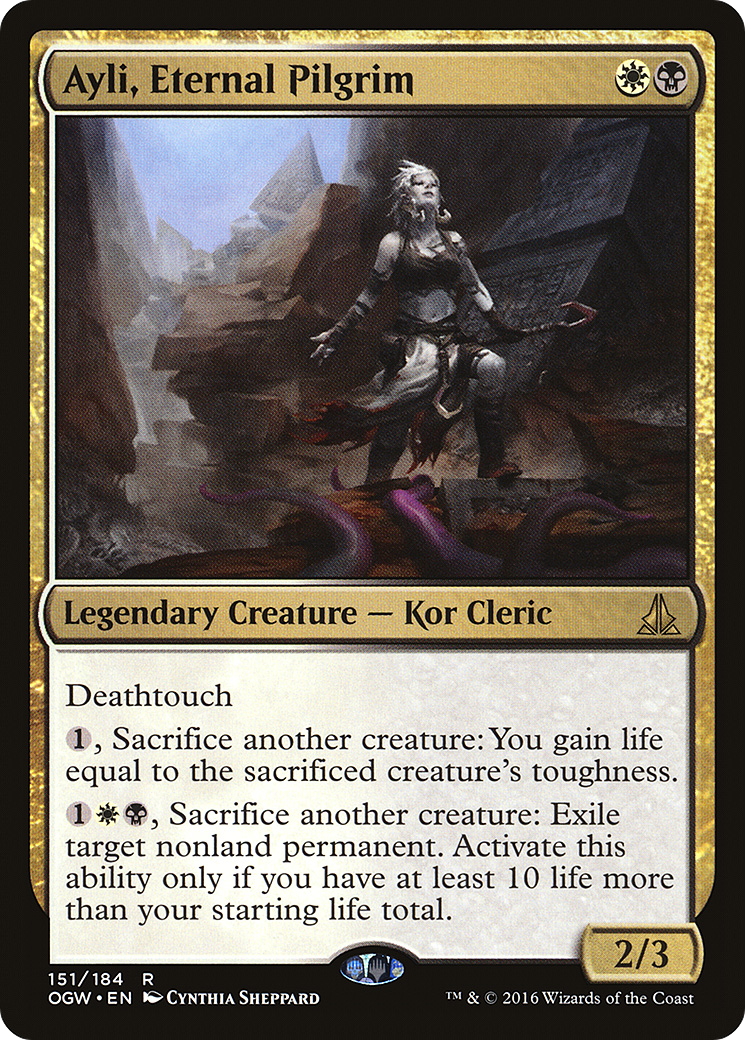 Ayli, Eternal Pilgrim
Legendary Creature — Kor Cleric
Deathtouch
1, Sacrifice another creature: You gain life
equal to the sacrificed creature's toughness.
1, Sacrifice another creature: Exile
target nonland permanent. Activate this
ability only if you have at least 10 life more
than your starting life total.
2/3
151/184 R
OGW • EN Cynthia Sheppard
™ & © 2016 Wizards of the Coast